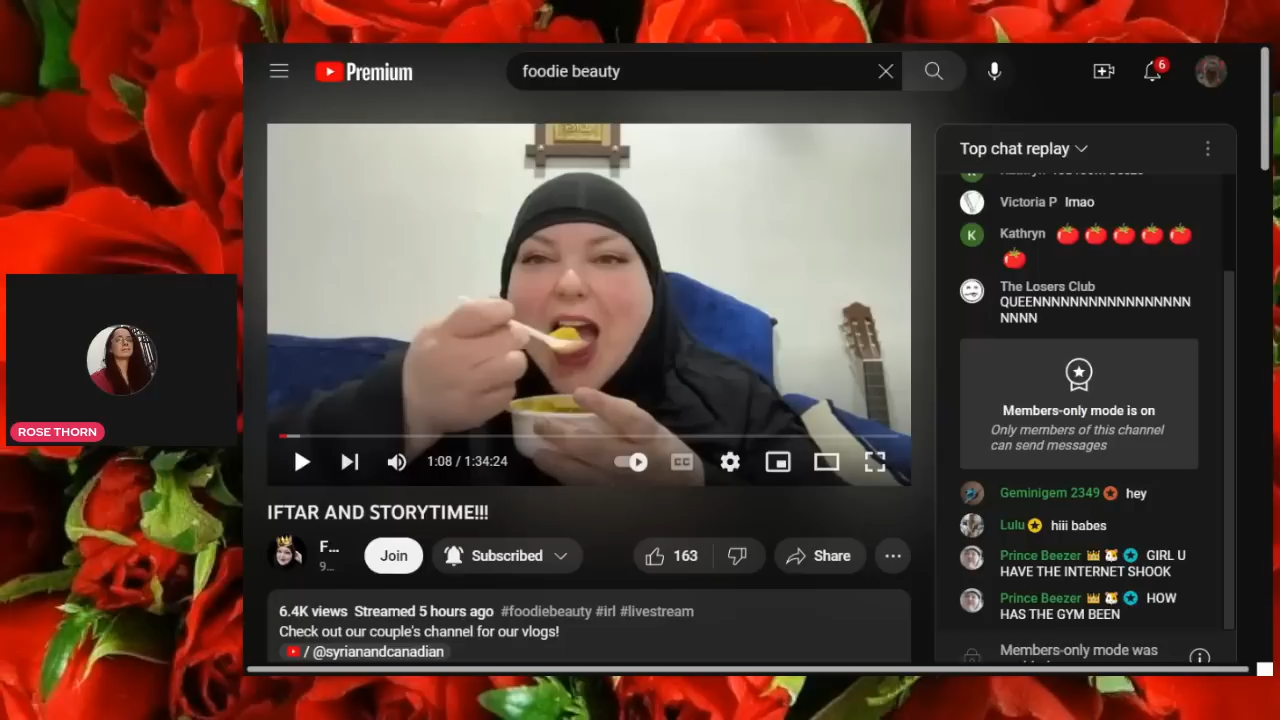 Premium
foodie beauty
6
Top chat replay
Victoria P lmao
K
Kathryn
The Losers Club
QUEENNNNNNNNNNNNNNNNN
NNNN
Members-only mode is on
Only members of this channel
can send messages
Geminigem 2349 hey
Lulu hiii babes
Prince Beezer GIRL U
HAVE THE INTERNET SHOOK
Prince Beezer HOW
HAS THE GYM BEEN
Members-only mode was
ROSE THORN
1:08 / 1:34:24
CC
IFTAR AND STORYTIME!!!
F...
9...
Join
Subscribed
163
Share
6.4K views Streamed 5 hours ago #foodiebeauty #irl #livestream
Check out our couple's channel for our vlogs!
/ @syrianandcanadian